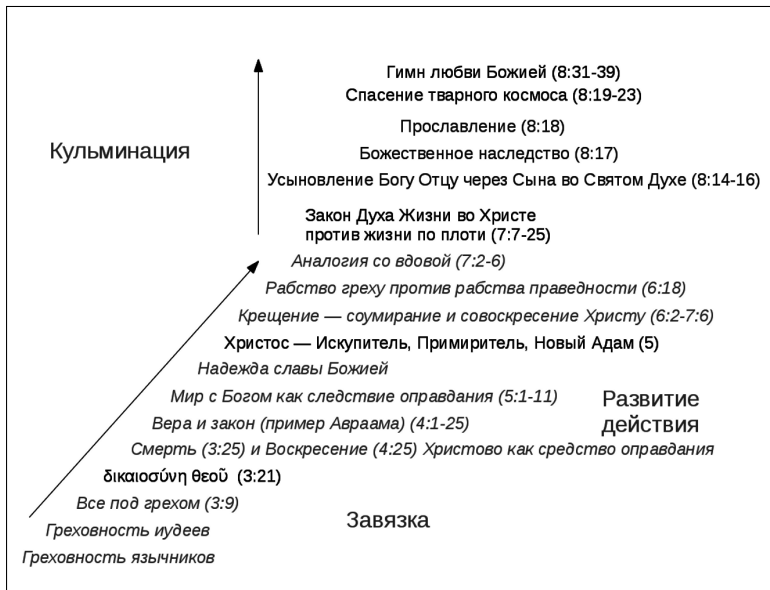 Гимн любви Божией (8:31-39)
Спасение тварного космоса (8:19-23)
Прославление (8:18)
Кульминация
Божественное наследство (8:17)
Усыновление Богу Отцу через Сына во Святом Духе (8:14-16)
Закон Духа Жизни во Христе
против жизни по плоти (7:7-25)
Аналогия со вдовой (7:2-6)
Рабство греху против рабства праведности (6:18)
Крещение — соумирание и совоскресение Христу (6:2-7:6)
Христос — Искупитель, Примиритель, Новый Адам (5)
Надежда славы Божией
Мир с Богом как следствие оправдания (5:1-11)
Развитие
действия
Вера и закон (пример Авраама) (4:1-25)
Смерть (3:25) и Воскресение (4:25) Христово как средство оправдания
δικαιοσύνη θεοῦ (3:21)
Все под грехом (3:9)
Завязка
Греховность иудеев
Греховность язычников